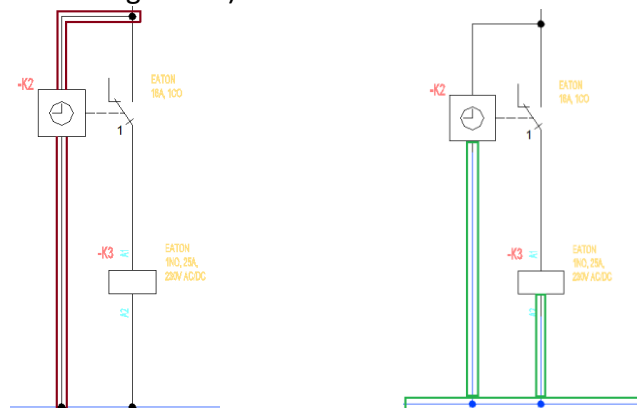 -K2
EATON
16A, 1CO
1
-K3
A1
EATON
1NO, 25A,
230V AC/DC
A2
-K2
EATON
16A, 1CO
1
-K3
A1
EATON
1NO, 25A,
230V AC/DC
A2